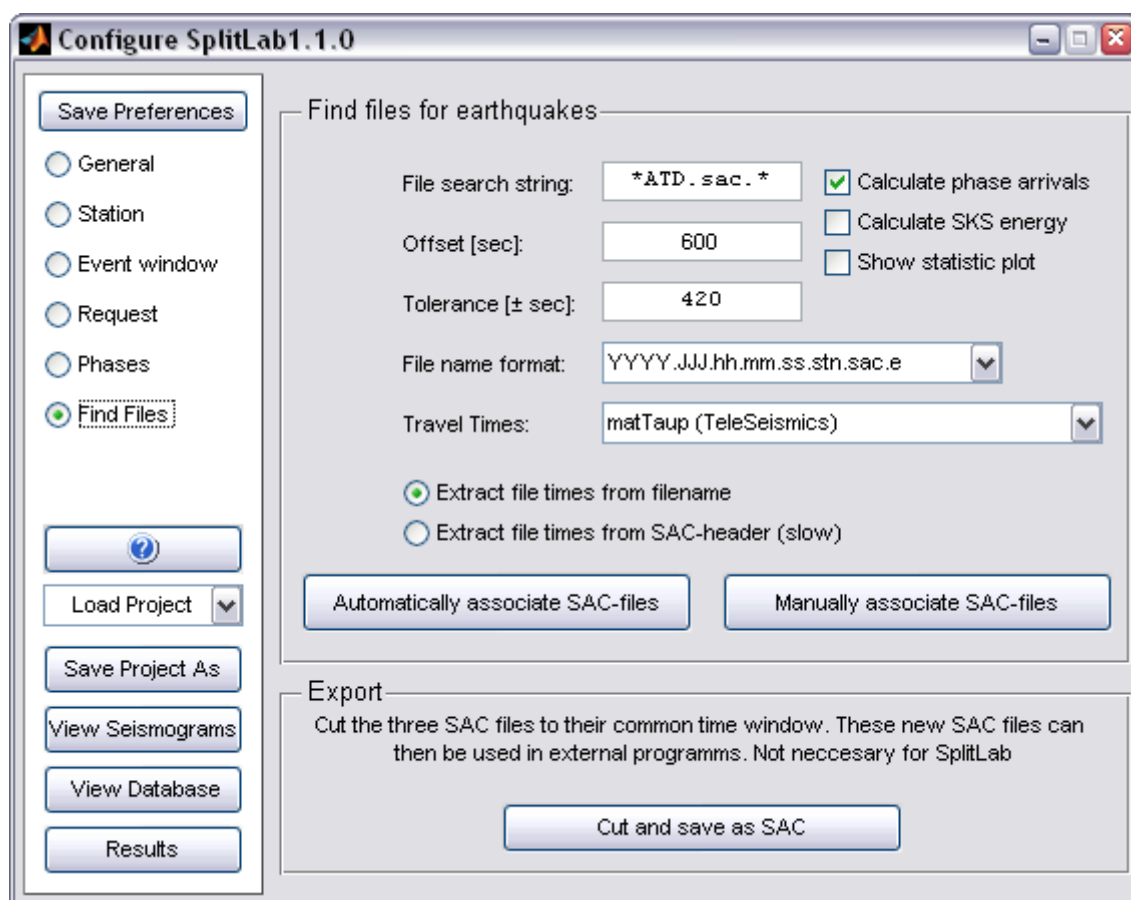 Configure SplitLab1.1.0
Save Preferences
General
Station
Event window
Request
Phases
Find Files
Load Project
Save Project As
View Seismograms
View Database
Results
Find files for earthquakes
File search string:
*ATD.sac.*
Offset [sec]:
600
Tolerance [± sec]:
420
Calculate phase arrivals
Calculate SKS energy
Show statistic plot
File name format:
YYYY.JJJ.hh.mm.ss.stn.sac.e
Travel Times:
matTaup (TeleSeismics)
Extract file times from filename
Extract file times from SAC-header (slow)
Automatically associate SAC-files
Manually associate SAC-files
Export
Cut the three SAC files to their common time window. These new SAC files can
then be used in external programms. Not neccesary for SplitLab
Cut and save as SAC